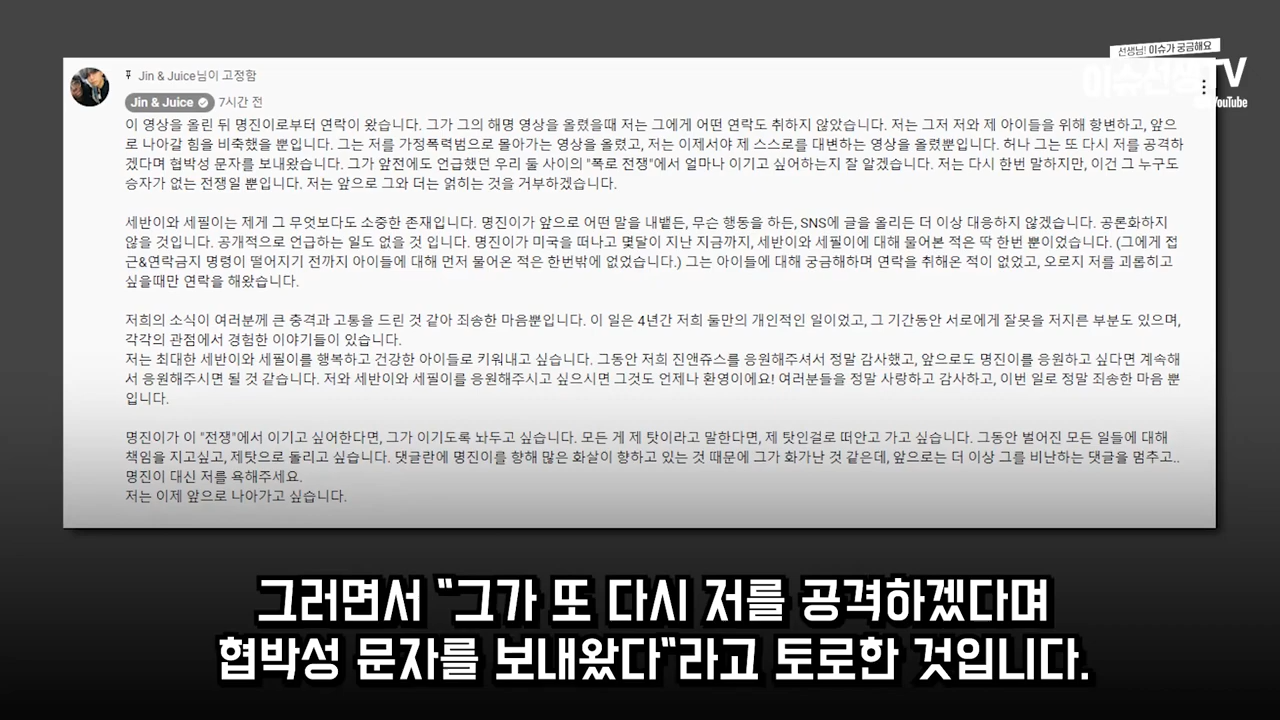 선생님! 이슈가 궁금해요
이슈선생TV
YouTube
Jin & Juice님이 고정함
Jin & Juice 7시간 전
이 영상을 올린 뒤 명진이로부터 연락이 왔습니다. 그가 그의 해명 영상을 올렸을때 저는 그에게 어떤 연락도 취하지 않았습니다. 저는 그저 저와 제 아이들을 위해 항변하고, 앞으
로 나아갈 힘을 비축했을 뿐입니다. 그는 저를 가정폭력범으로 몰아가는 영상을 올렸고, 저는 이제서야 제 스스로를 대변하는 영상을 올렸을뿐입니다. 허나 그는 또 다시 저를 공격하
겠다며 협박성 문자를 보내왔습니다. 그가 앞전에도 언급했던 우리 둘 사이의 "폭로 전쟁"에서 얼마나 이기고 싶어하는지 잘 알겠습니다. 저는 다시 한번 말하지만, 이건 그 누구도
승자가 없는 전쟁일 뿐입니다. 저는 앞으로 그와 더는 얽히는 것을 거부하겠습니다.
세반이와 세필이는 제게 그 무엇보다도 소중한 존재입니다. 명진이가 앞으로 어떤 말을 내뱉든, 무슨 행동을 하든, SNS에 글을 올리든 더 이상 대응하지 않겠습니다. 공론화하지
않을 것입니다. 공개적으로 언급하는 일도 없을 것 입니다. 명진이가 미국을 떠나고 몇달이 지난 지금까지, 세반이와 세필이에 대해 물어본 적은 딱 한번 뿐이었습니다. (그에게 접
근&연락금지 명령이 떨어지기 전까지 아이들에 대해 먼저 물어온 적은 한번밖에 없었습니다.) 그는 아이들에 대해 궁금해하며 연락을 취해온 적이 없었고, 오로지 저를 괴롭히고
싶을때만 연락을 해왔습니다.
저희의 소식이 여러분께 큰 충격과 고통을 드린 것 같아 죄송한 마음뿐입니다. 이 일은 4년간 저희 둘만의 개인적인 일이었고, 그 기간동안 서로에게 잘못을 저지른 부분도 있으며,
각각의 관점에서 경험한 이야기들이 있습니다.
저는 최대한 세반이와 세필이를 행복하고 건강한 아이들로 키워내고 싶습니다. 그동안 저희 진앤쥬스를 응원해주셔서 정말 감사했고, 앞으로도 명진이를 응원하고 싶다면 계속해
서 응원해주시면 될 것 같습니다. 저와 세반이와 세필이를 응원해주시고 싶으시면 그것도 언제나 환영이에요! 여러분들을 정말 사랑하고 감사하고, 이번 일로 정말 죄송한 마음 뿐
입니다.
명진이가 이 "전쟁"에서 이기고 싶어한다면, 그가 이기도록 놔두고 싶습니다. 모든 게 제 탓이라고 말한다면, 제 탓인걸로 떠안고 가고 싶습니다. 그동안 벌어진 모든 일들에 대해
책임을 지고싶고, 제탓으로 돌리고 싶습니다. 댓글란에 명진이를 향해 많은 화살이 향하고 있는 것 때문에 그가 화가난 것 같은데, 앞으로는 더 이상 그를 비난하는 댓글을 멈추고..
명진이 대신 저를 욕해주세요.
저는 이제 앞으로 나아가고 싶습니다.
그러면서 "그가 또 다시 저를 공격하겠다며
협박성 문자를 보내왔다"라고 토로한 것입니다.